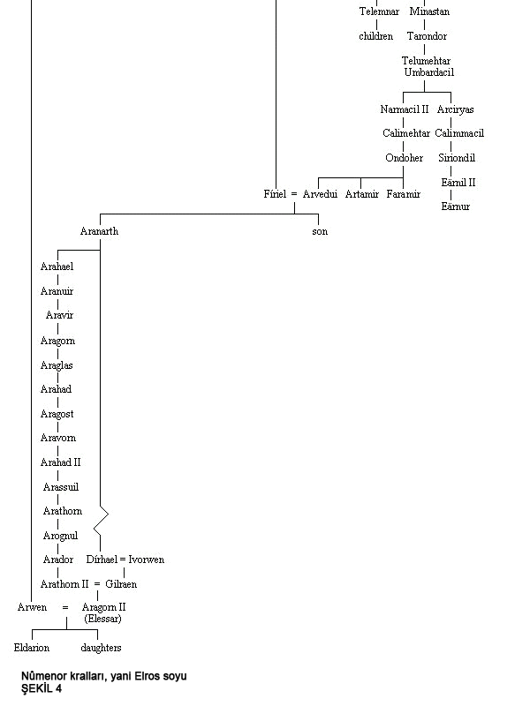 Telemnar Minastan
children Tarondor
Telumehtar
Umbardacil
Narmacil II Arciryas
Calimehtar Calimmacil
Ondoher Siriondil
Eärnil II
Fíriel = Arvedui Artamir Faramir
Eärnur
Aranarth son
Arahael
Aranuir
Aravir
Aragorn
Araglas
Arahad
Aragost
Aravorn
Arahad II
Arassuil
Arathorn
Arognul
Arador Dírhael = Ivorwen
Arathorn II = Gilraen
Arwen = Aragorn II
(Elessar)
Eldarion daughters
Nûmenor kralları, yani Elros soyu
ŞEKİL 4